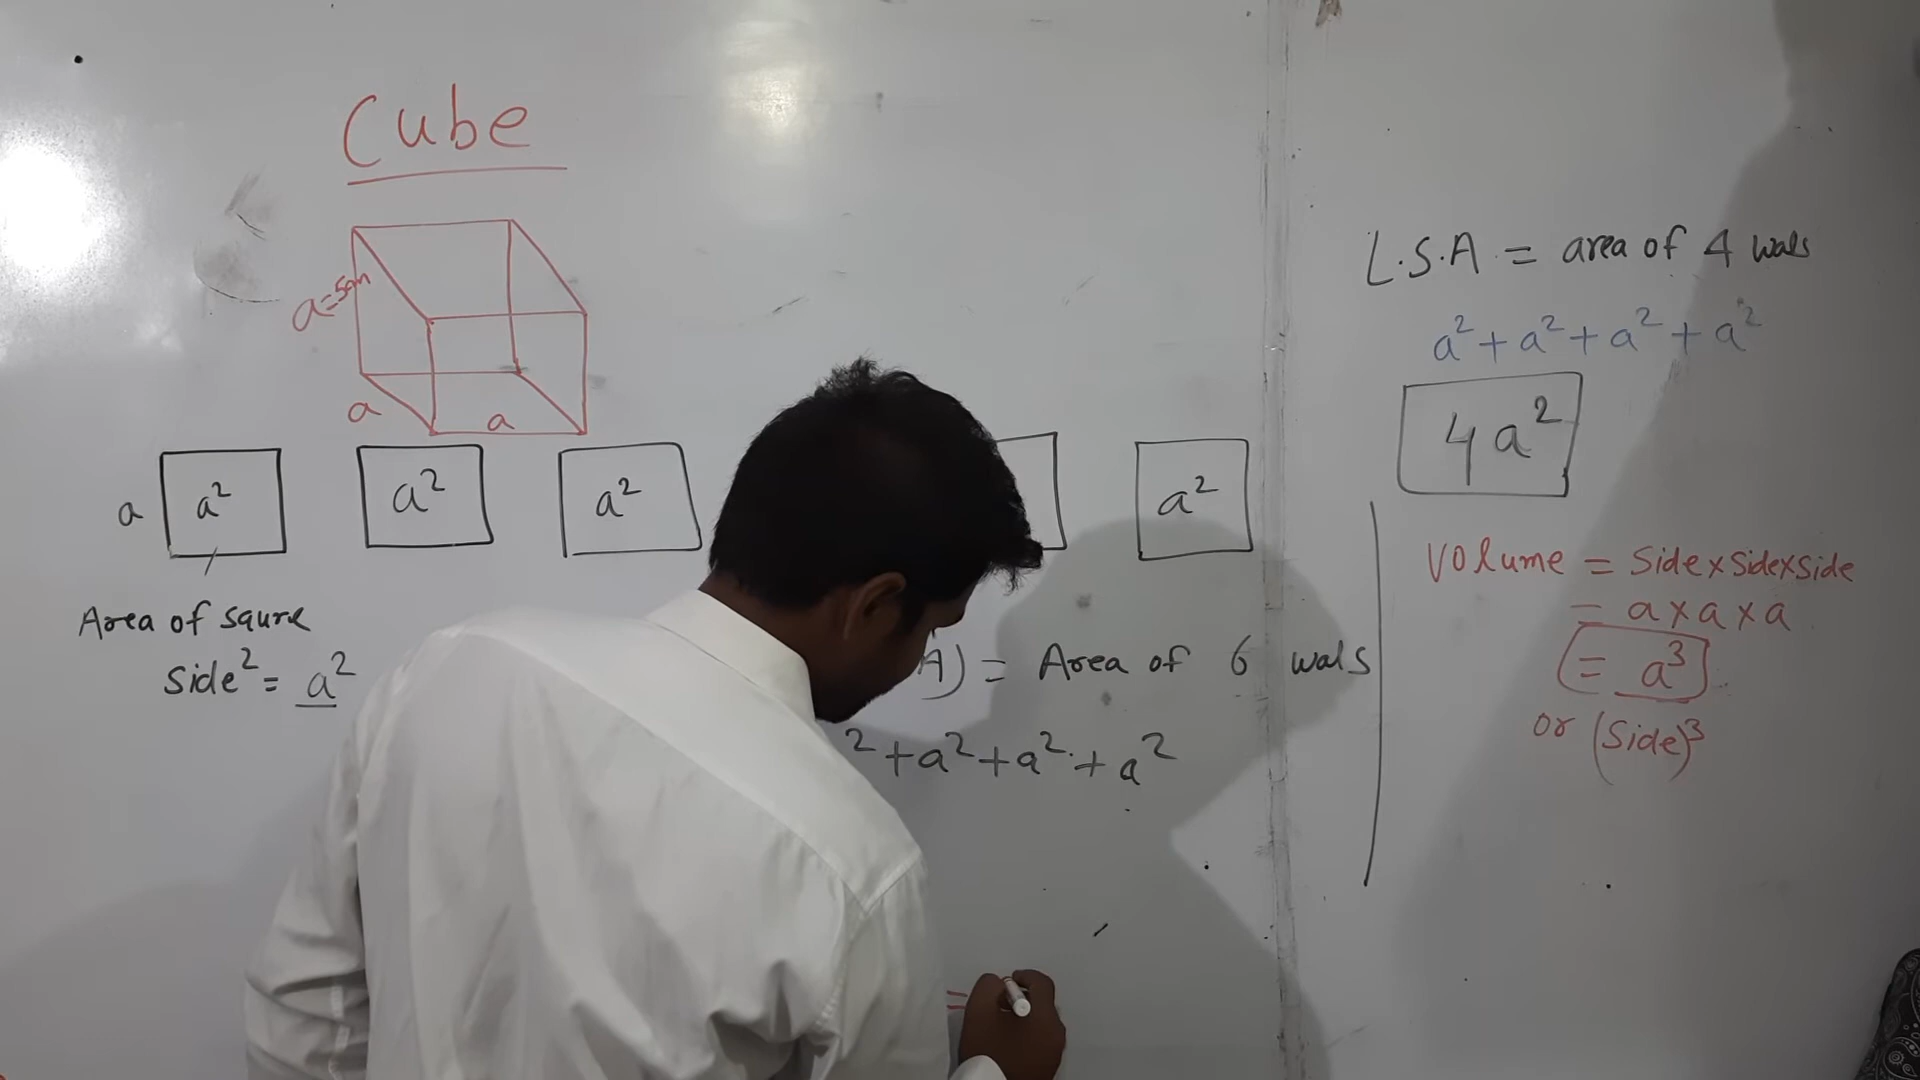 Cube
a=5cm
a
a
a
a²
a²
a²
a²
Area of saure
Side² = a²
A) = Area of 6 wals
² + a² + a² + a²
=
L.S.A = area of 4 wals
a² + a² + a² + a²
4a²
Volume = Side x Side x Side
= a x a x a
= a³
or (Side)³